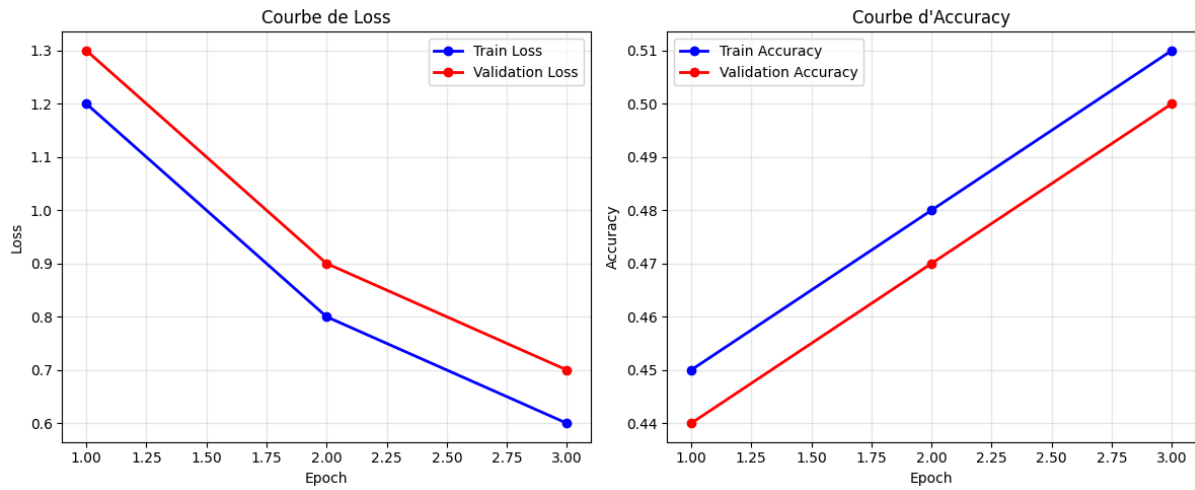 Courbe de Loss
Train Loss
Validation Loss
1.3
1.2
1.1
1.0
0.9
0.8
0.7
0.6
Loss
1.00 1.25 1.50 1.75 2.00 2.25 2.50 2.75 3.00
Epoch
Courbe d'Accuracy
Train Accuracy
Validation Accuracy
0.51
0.50
0.49
0.48
0.47
0.46
0.45
0.44
Accuracy
1.00 1.25 1.50 1.75 2.00 2.25 2.50 2.75 3.00
Epoch